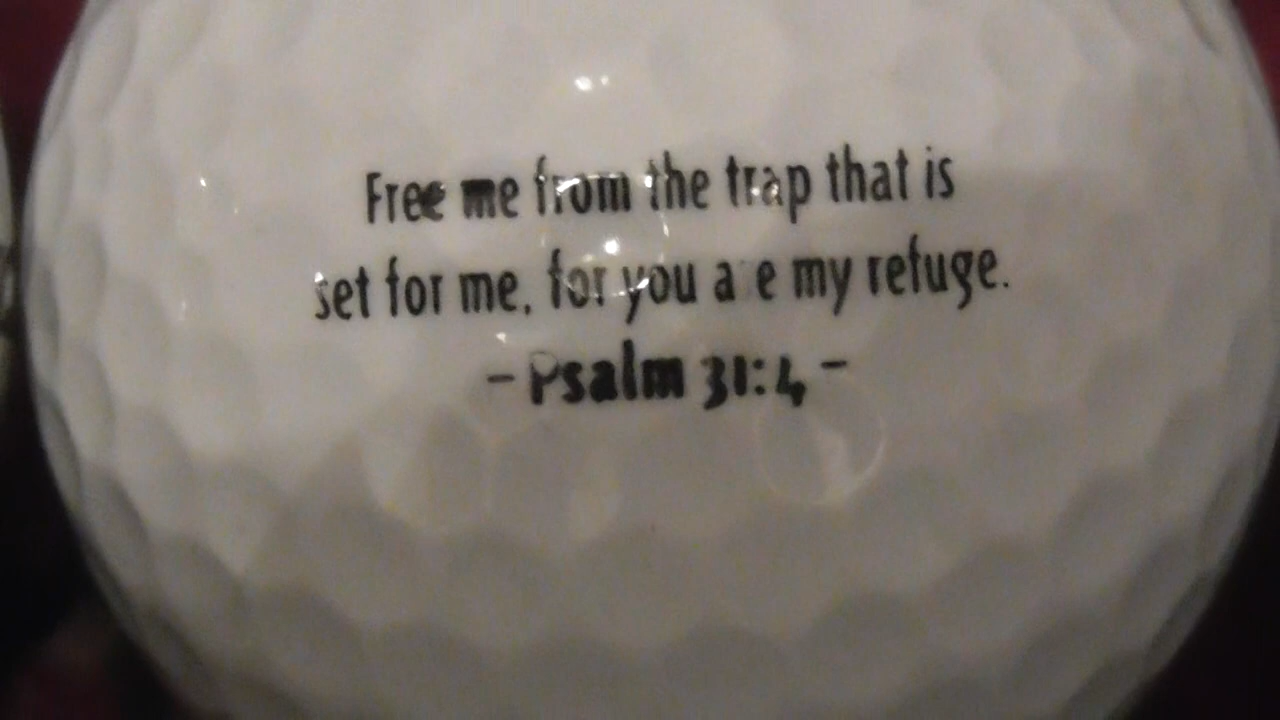 Free me from the trap that is
set for me, for you are my refuge.
- Psalm 31:4 -